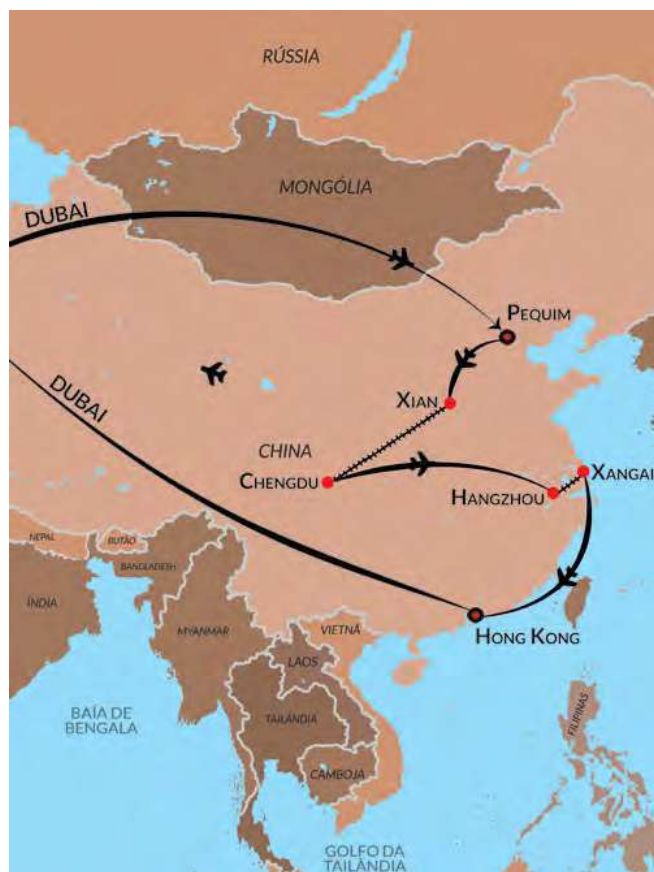 RÚSSIA
MONGÓLIA
DUBAI
PEQUIM
DUBAI
XIAN
CHINA
CHENGDU
HANGZHOU
XANGAI
NEPAL
BUTÃO
BANGLADESH
ÍNDIA
MYANMAR
VIETNÃ
HONG KONG
LAOS
BAÍA DE
BENGALA
TAILÂNDIA
FILIPINAS
CAMBOJA
GOLFO DA
TAILÂNDIA